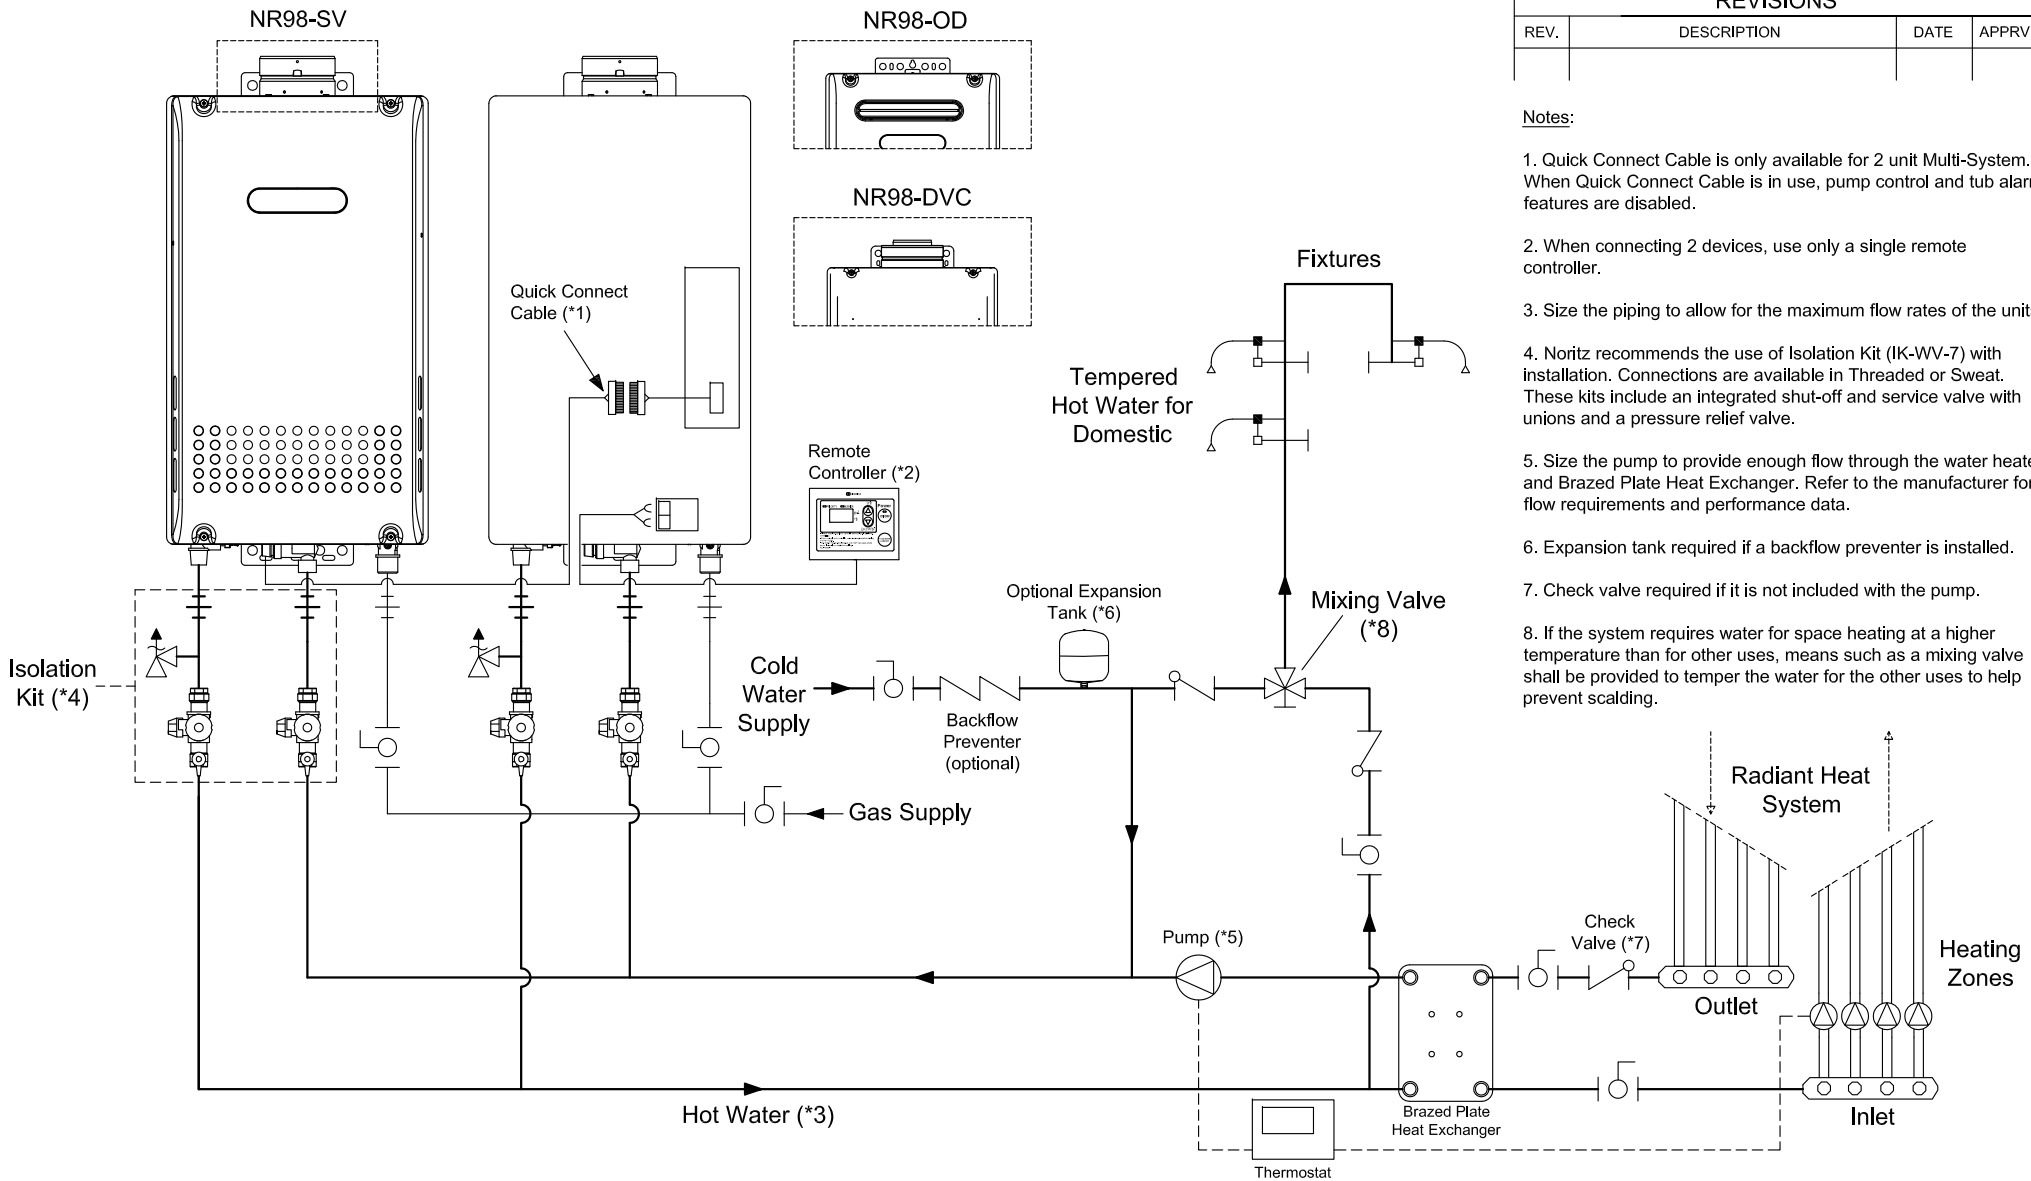 NR98-SV
NR98-OD
NR98-DVC
REVISIONS
REV.
DESCRIPTION
DATE
APPRV
Notes:
1. Quick Connect Cable is only available for 2 unit Multi-System.
When Quick Connect Cable is in use, pump control and tub alar
features are disabled.
2. When connecting 2 devices, use only a single remote
controller.
3. Size the piping to allow for the maximum flow rates of the unit
4. Noritz recommends the use of Isolation Kit (IK-WV-7) with
installation. Connections are available in Threaded or Sweat.
These kits include an integrated shut-off and service valve with
unions and a pressure relief valve.
5. Size the pump to provide enough flow through the water heate
and Brazed Plate Heat Exchanger. Refer to the manufacturer for
flow requirements and performance data.
6. Expansion tank required if a backflow preventer is installed.
7. Check valve required if it is not included with the pump.
8. If the system requires water for space heating at a higher
temperature than for other uses, means such as a mixing valve
shall be provided to temper the water for the other uses to help
prevent scalding.
Quick Connect
Cable (*1)
Remote
Controller (*2)
Fixtures
Tempered
Hot Water for
Domestic
Optional Expansion
Tank (*6)
Mixing Valve
(*8)
Isolation
Kit (*4)
Cold
Water
Supply
Backflow
Preventer
(optional)
Gas Supply
Radiant Heat
System
Pump (*5)
Check
Valve (*7)
Heating
Zones
Outlet
Inlet
Hot Water (*3)
Brazed Plate
Heat Exchanger
Thermostat